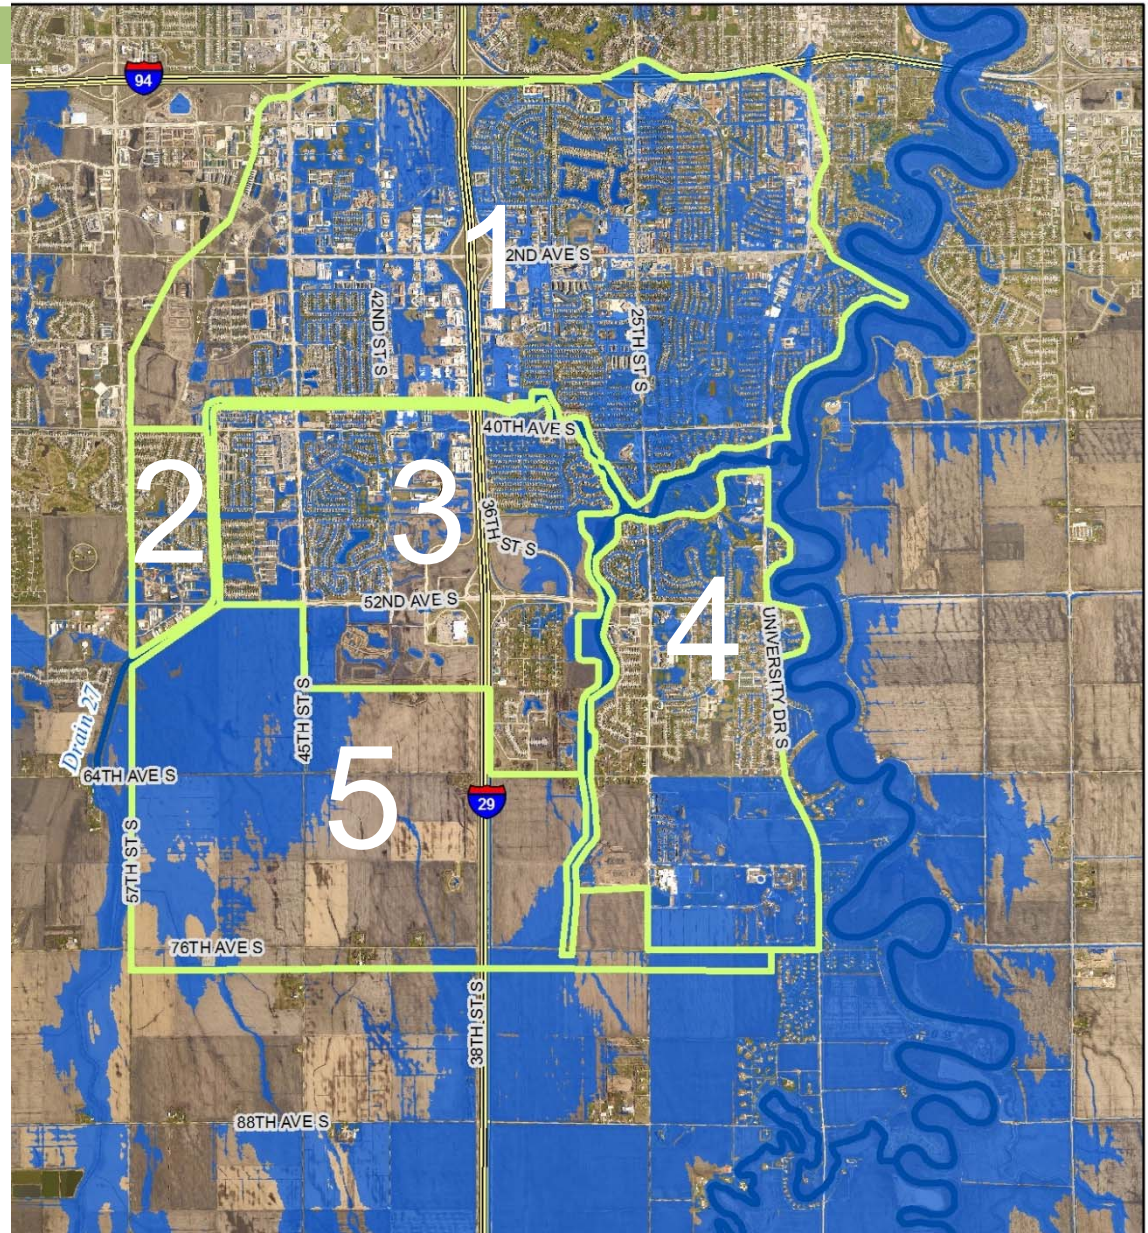 94
1
2ND AVE S
42ND ST S
25TH ST S
40TH AVE S
2
3
36TH ST S
52ND AVE S
4
UNIVERSITY DR S
Drain 27
45TH ST S
64TH AVE S
5
29
57TH ST S
76TH AVE S
38TH ST S
88TH AVE S